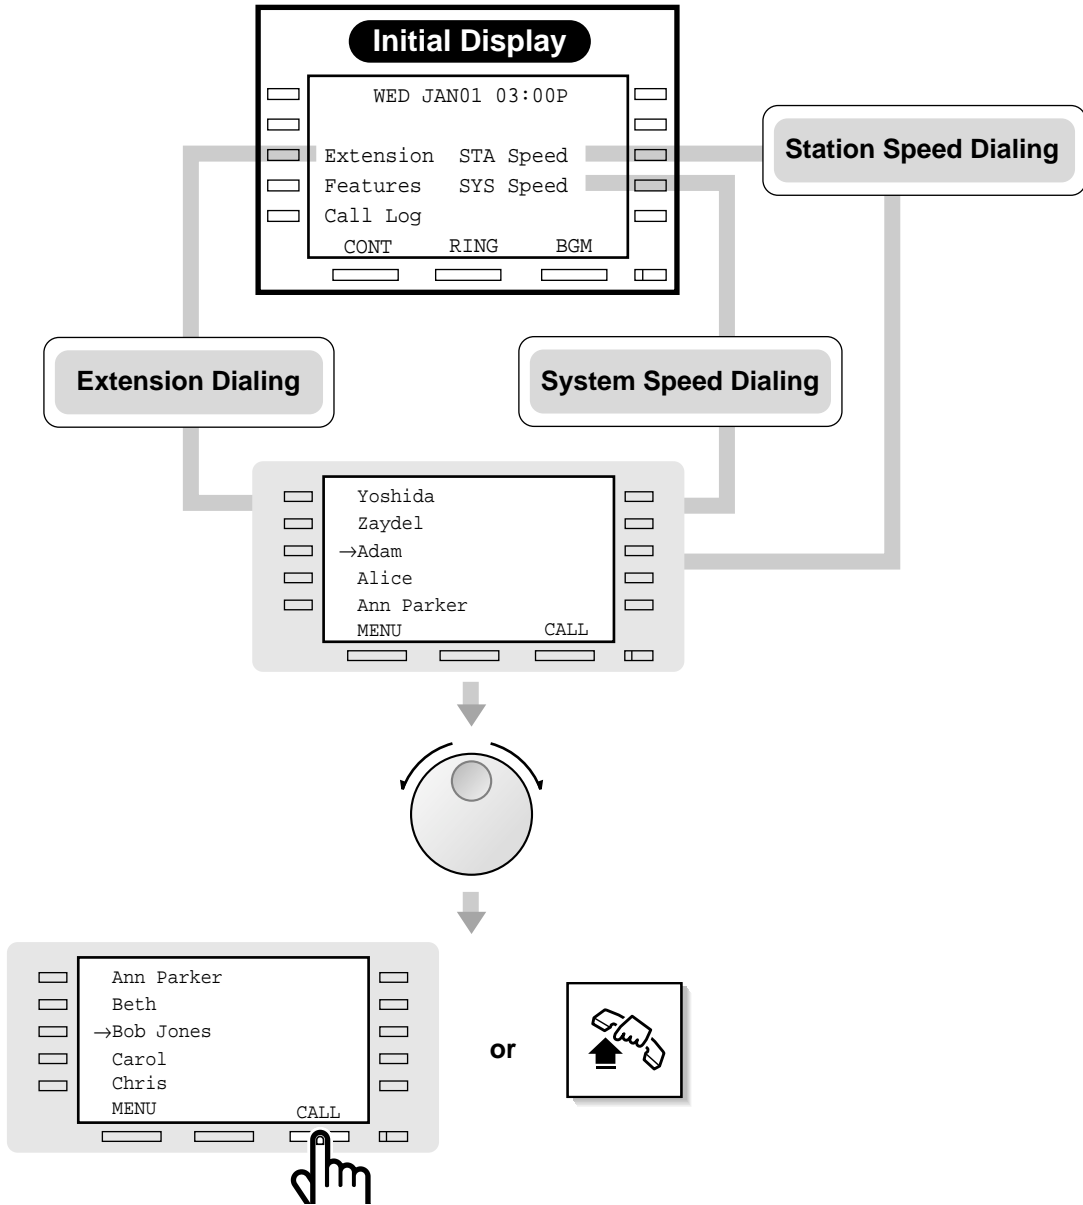 Initial Display
WED JAN01 03:00P
Extension STA Speed
Features SYS Speed
Call Log
CONT RING BGM
Station Speed Dialing
Extension Dialing
System Speed Dialing
Yoshida
Zaydel
→Adam
Alice
Ann Parker
MENU CALL
Ann Parker
Beth
→Bob Jones
Carol
Chris
MENU CALL
or